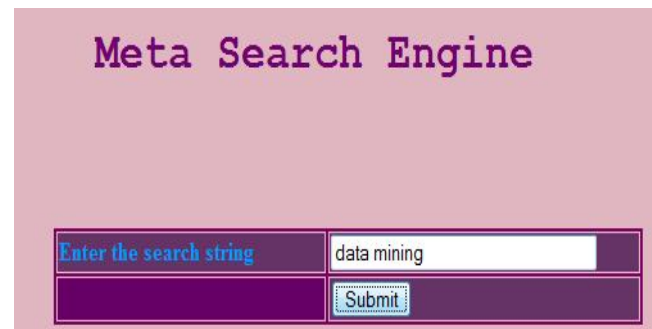 Meta Search Engine
Enter the search string data mining
Submit